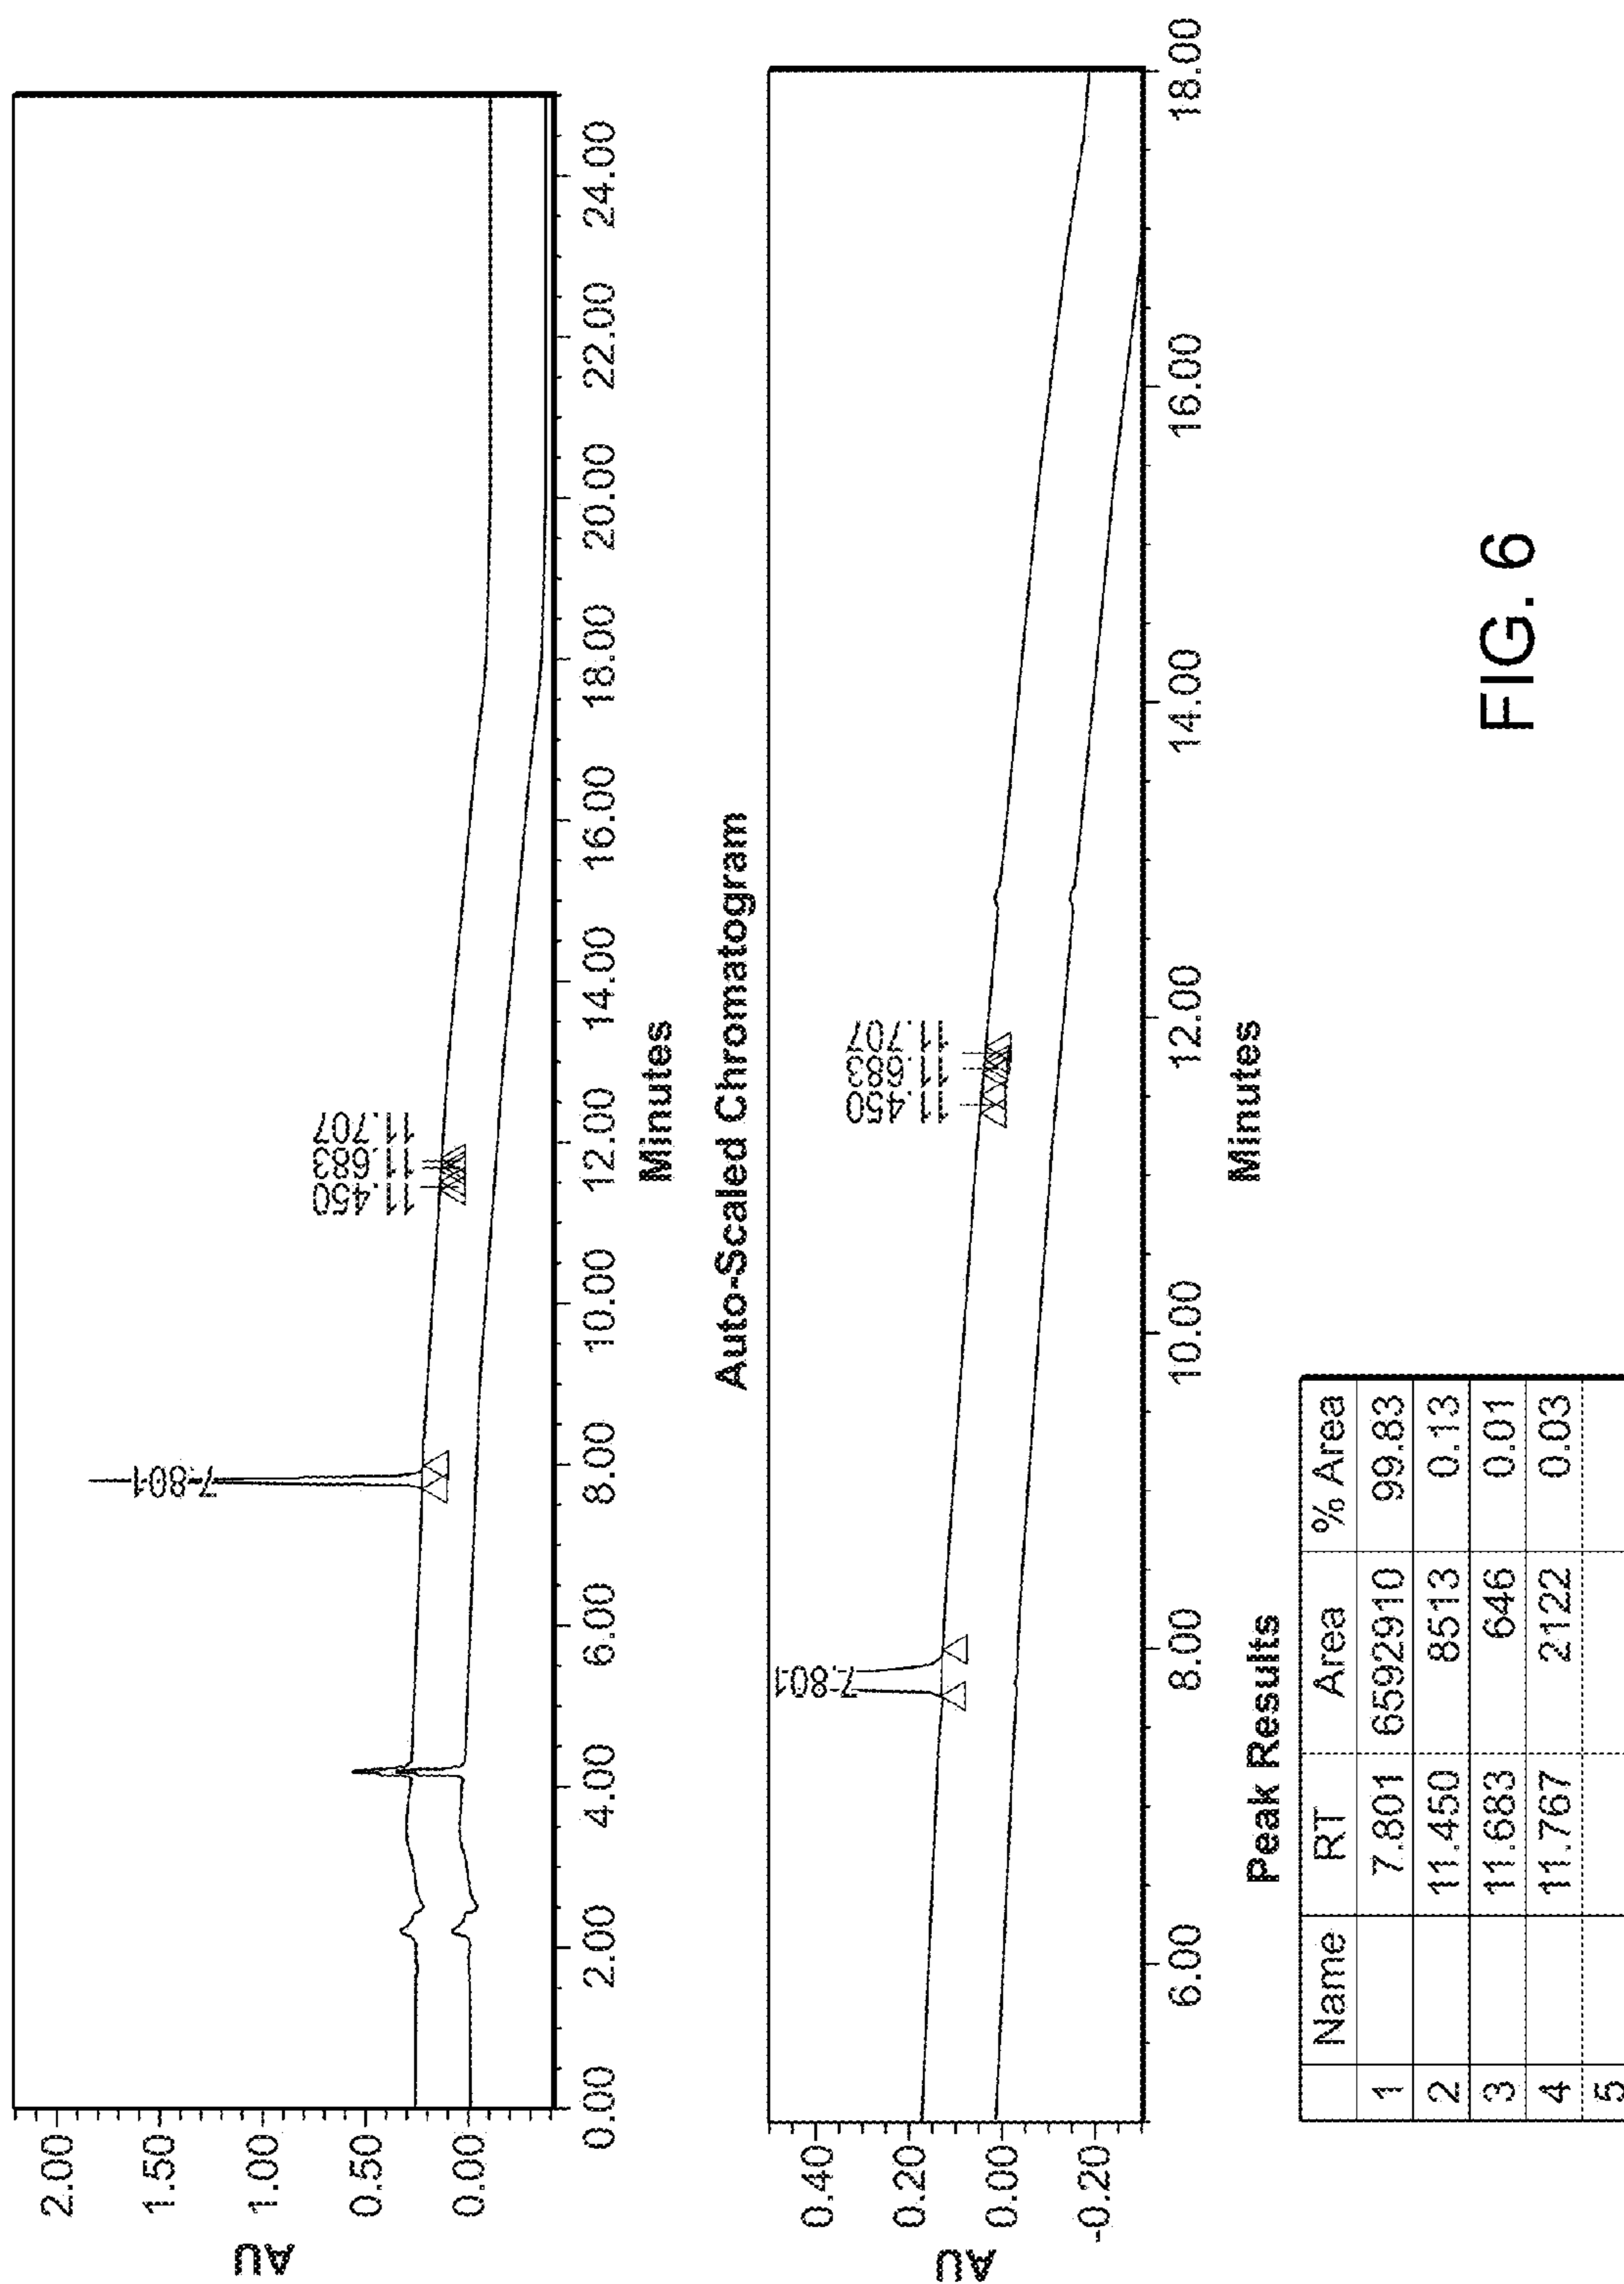 AU
2.00
1.50
1.00
0.50
0.00
7.801
11.450
11.683
11.707
0.00 2.00 4.00 6.00 8.00 10.00 12.00 14.00 16.00 18.00 20.00 22.00 24.00
Minutes
Auto-Scaled Chromatogram
AU
0.40
0.20
0.00
-0.20
7.801
11.450
11.683
11.707
6.00 8.00 10.00 12.00 14.00 16.00 18.00
Minutes
Peak Results
Name RT Area % Area
1 7.801 6592910 99.83
2 11.450 8513 0.13
3 11.683 646 0.01
4 11.767 2122 0.03
5
FIG. 6